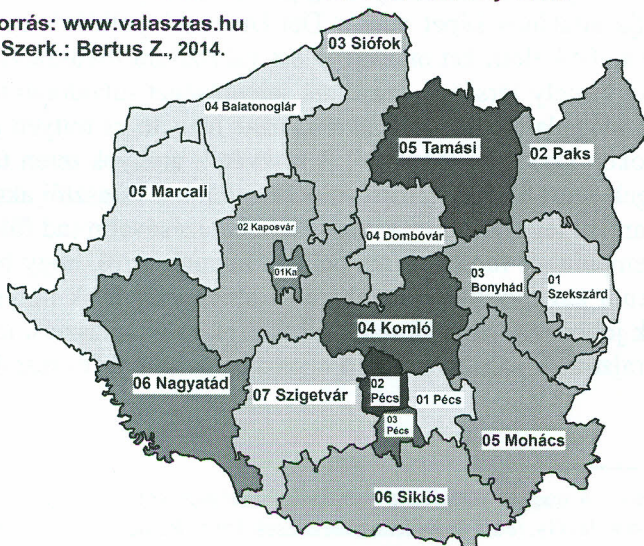 orrás: www.valasztas.hu
Szerk.: Bertus Z., 2014.
03 Siófok
04 Balatonoglár
05 Tamási
02 Paks
05 Marcali
02 Kaposvár
04 Dombóvár
01Ka
03
Bonyhád
01
Szekszárd
04 Komló
06 Nagyatád
07 Szigetvár
02
Pécs
01 Pécs
03
Pécs
05 Mohács
06 Siklós